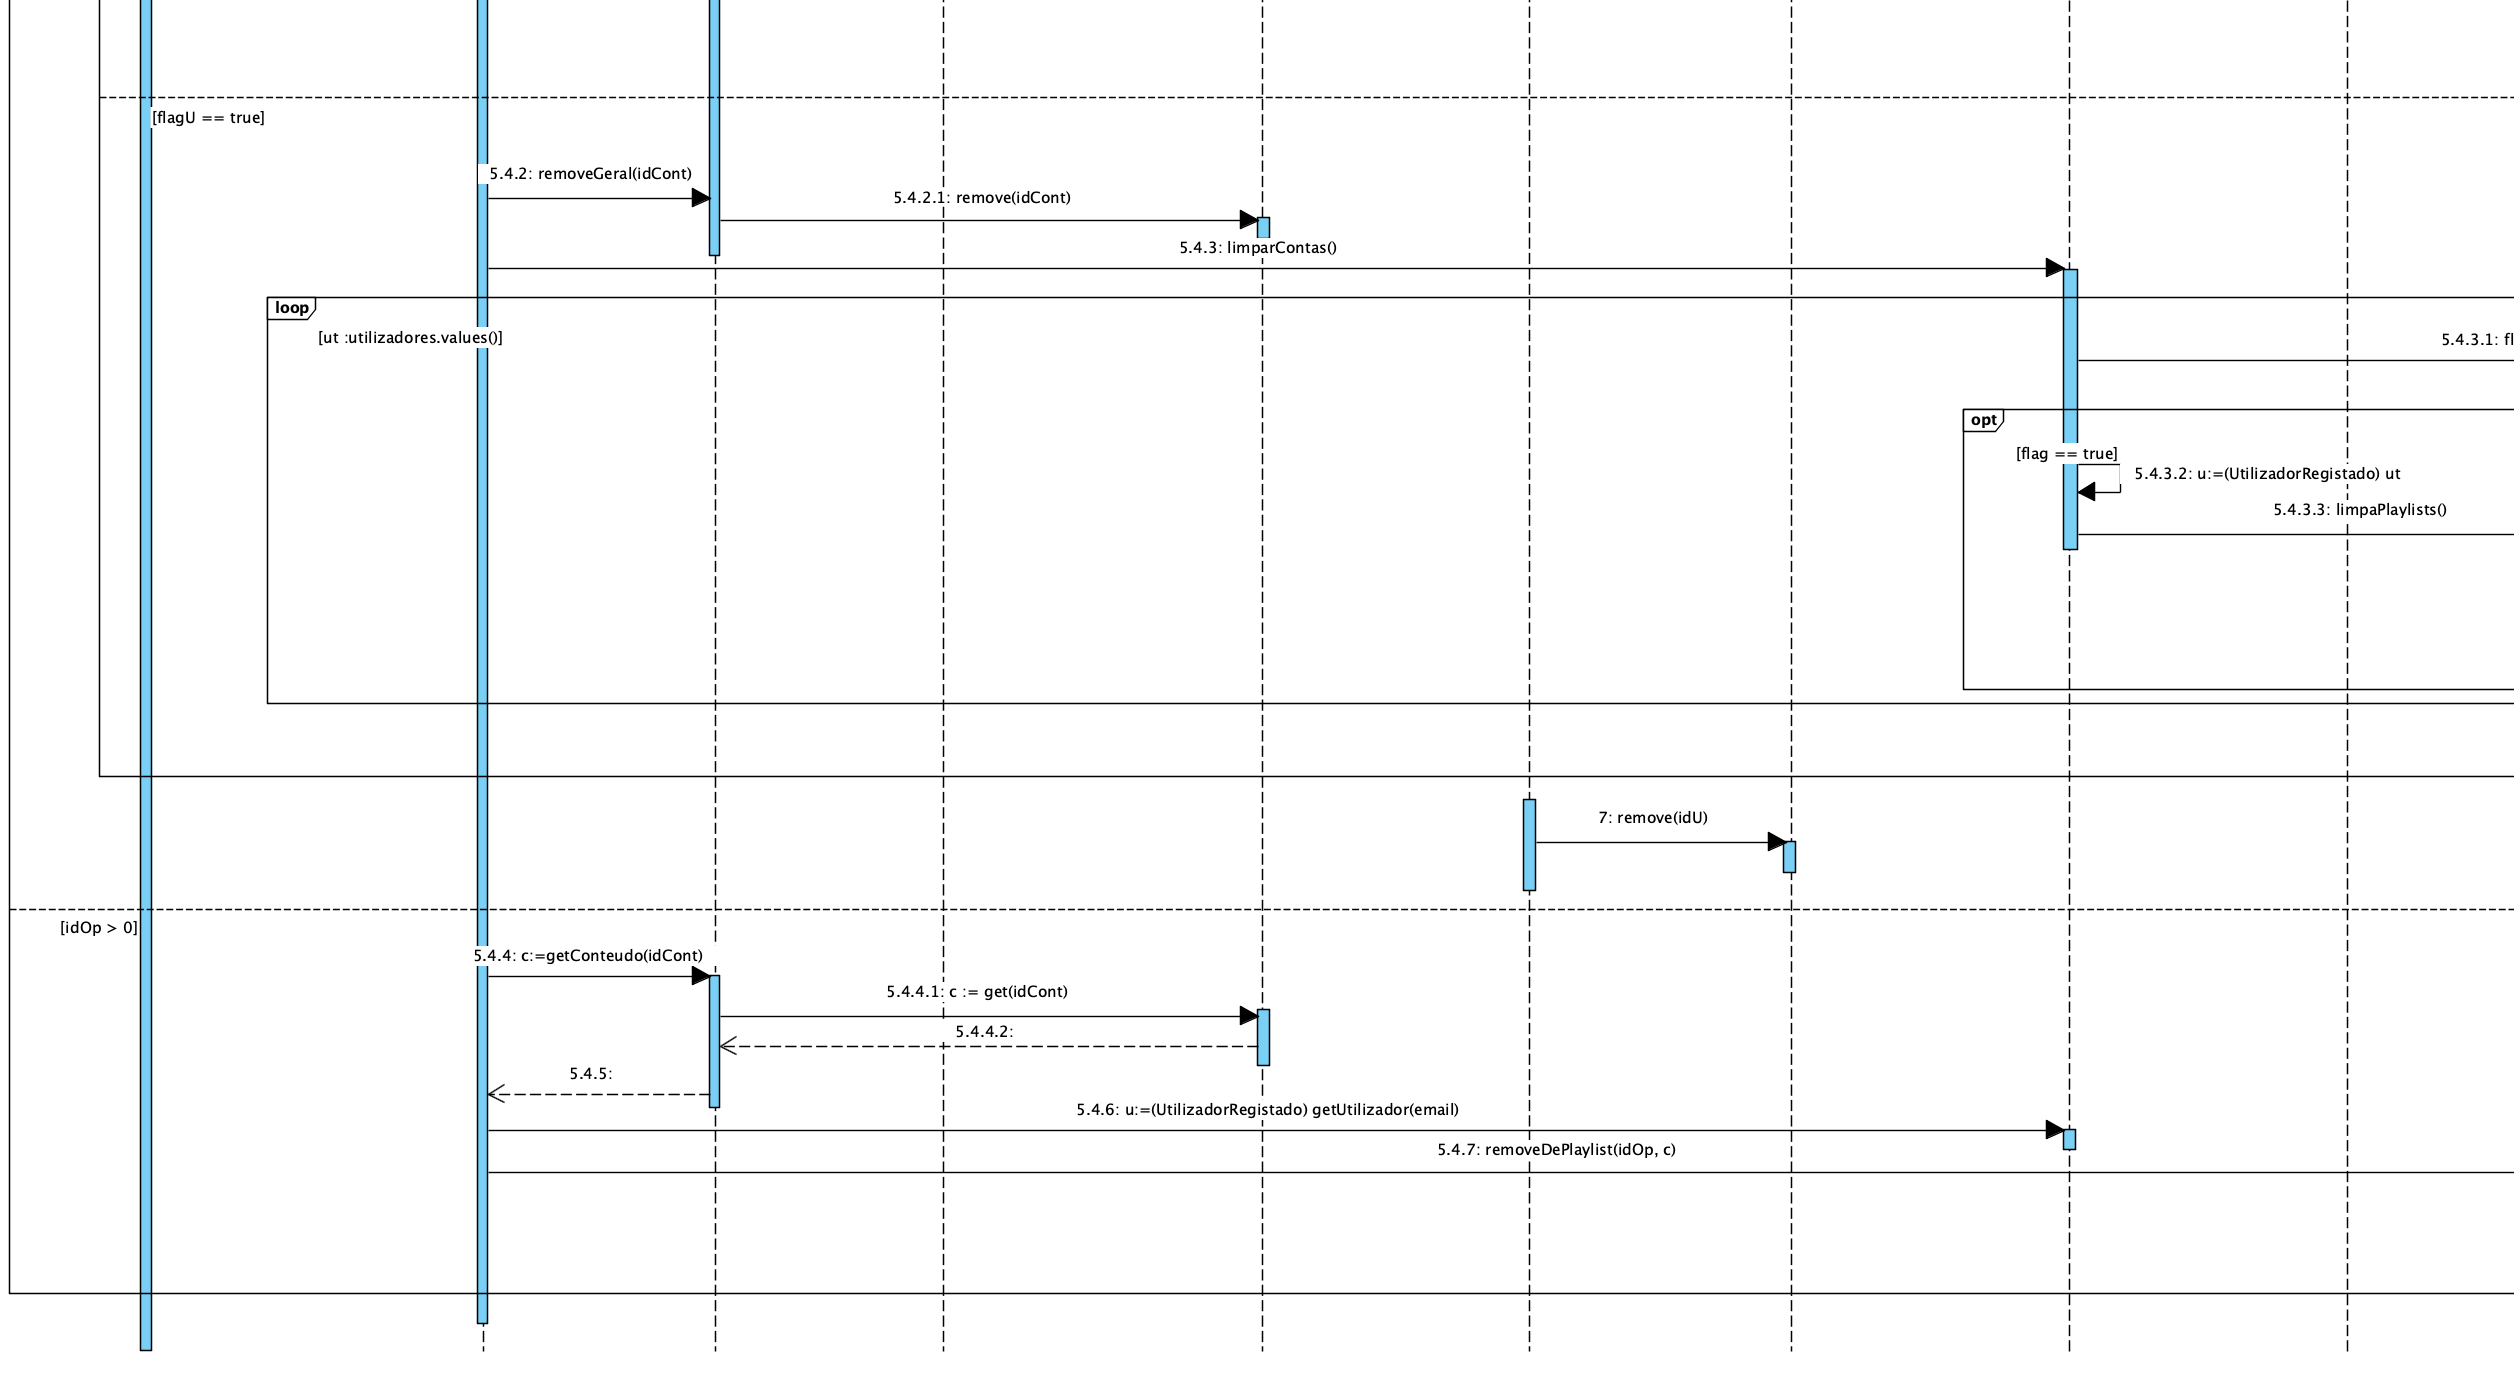 [flagU == true]
5.4.2: removeGeral(idCont)
5.4.2.1: remove(idCont)
5.4.3: limparContas()
loop
[ut :utilizadores.values()]
5.4.3.1: fl
opt
[flag == true]
5.4.3.2: u:=(UtilizadorRegistado) ut
5.4.3.3: limpaPlaylists()
7: remove(idU)
[idOp > 0]
5.4.4: c:=getConteudo(idCont)
5.4.4.1: c := get(idCont)
5.4.4.2:
5.4.5:
5.4.6: u:=(UtilizadorRegistado) getUtilizador(email)
5.4.7: removeDePlaylist(idOp, c)